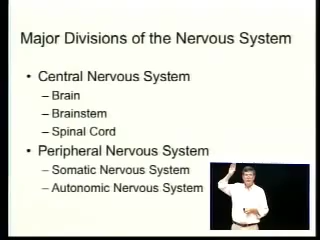 Major Divisions of the Nervous System
• Central Nervous System
– Brain
– Brainstem
– Spinal Cord
• Peripheral Nervous System
– Somatic Nervous System
– Autonomic Nervous System